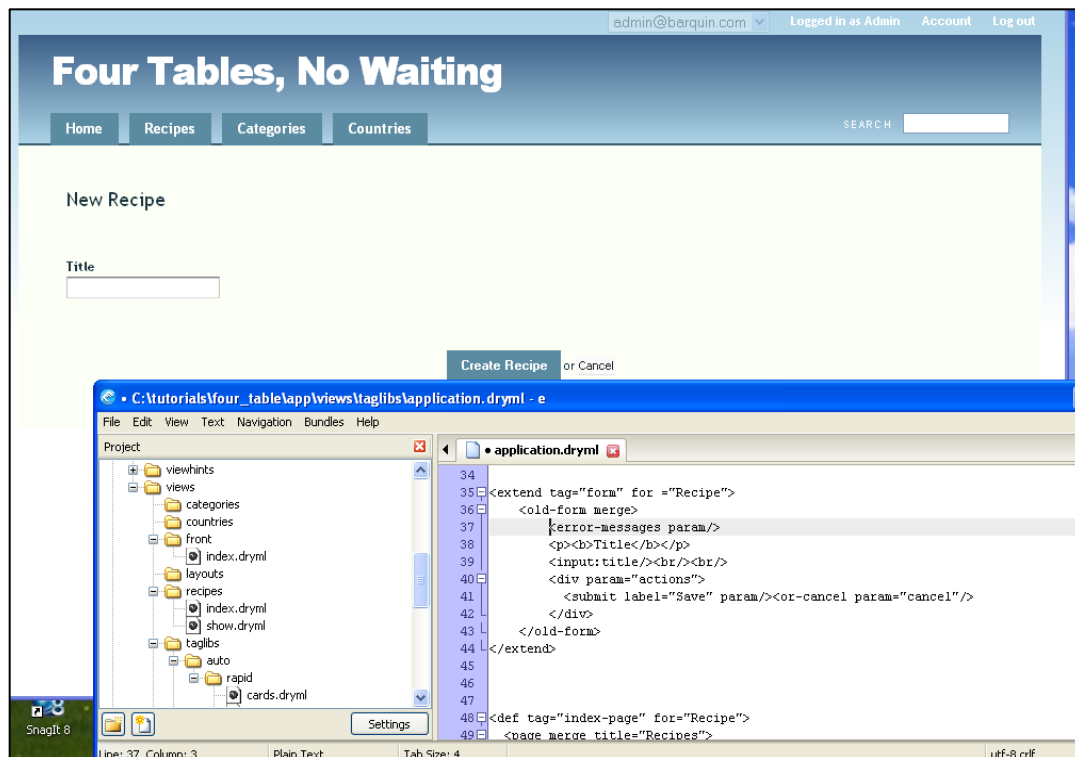 admin@barquin.com Logged in as Admin Account Log out
Four Tables, No Waiting
Home Recipes Categories Countries SEARCH
New Recipe
Title
Create Recipe or Cancel
• C:\tutorials\four_table\app\views\taglibs\application.dryml - e
File Edit View Text Navigation Bundles Help
Project
viewhints
views
categories
countries
front
index.dryml
layouts
recipes
index.dryml
show.dryml
taglibs
auto
rapid
cards.dryml
Settings
• application.dryml
34
35 <extend tag="form" for ="Recipe">
36 <old-form merge>
37 <error-messages param/>
38 <p><b>Title</b></p>
39 <input:title/><br/><br/>
40 <div param="actions">
41 <submit label="Save" param/><or-cancel param="cancel"/>
42 </div>
43 </old-form>
44 </extend>
45
46
47
48 <def tag="index-page" for="Recipe">
49 <page merge title="Recipes">
SnagIt 8
Line: 37 Column: 3 Plain Text Tab Size: 4 utf-8 crlf